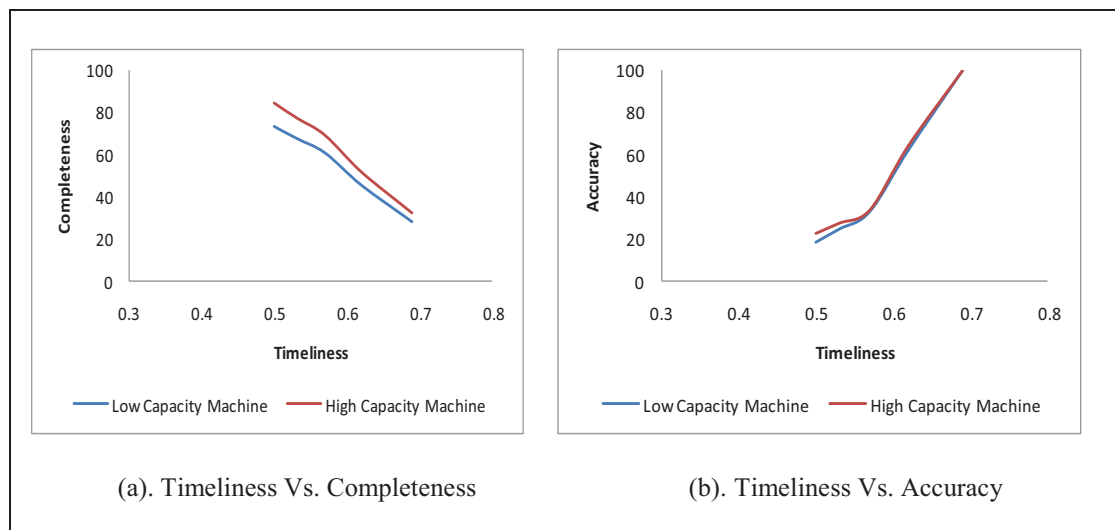 100
80
60
40
20
0
Completeness
0.3 0.4 0.5 0.6 0.7 0.8
Timeliness
Low Capacity Machine High Capacity Machine
(a). Timeliness Vs. Completeness
100
80
60
40
20
0
Accuracy
0.3 0.4 0.5 0.6 0.7 0.8
Timeliness
Low Capacity Machine High Capacity Machine
(b). Timeliness Vs. Accuracy